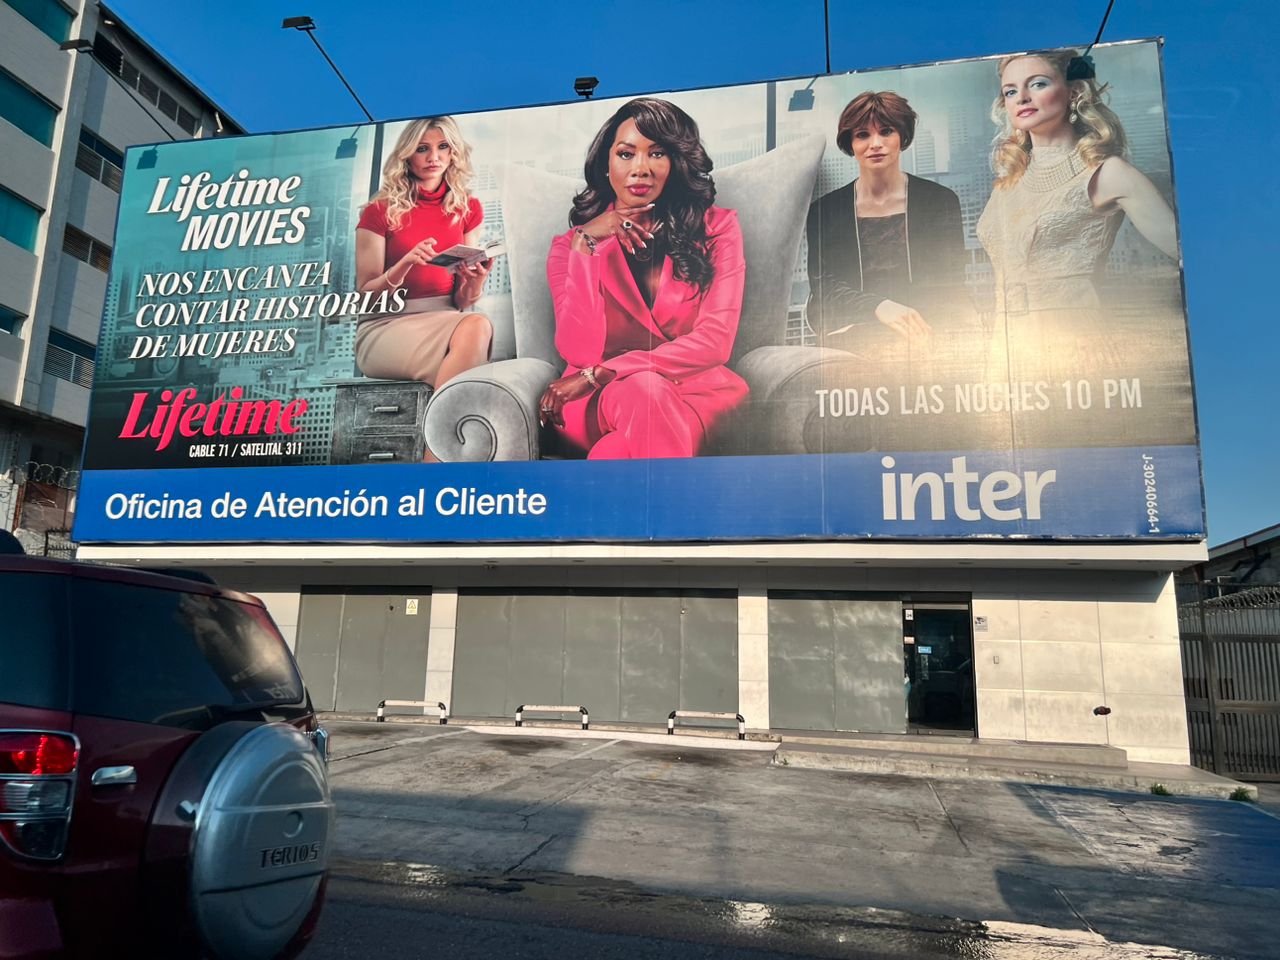 Lifetime
MOVIES
NOS ENCANTA
CONTAR HISTORIAS
DE MUJERES
Lifetime
CABLE 71 / SATELITAL 311
TODAS LAS NOCHES 10 PM
Oficina de Atención al Cliente
inter
J-30240664-1
TERIOS